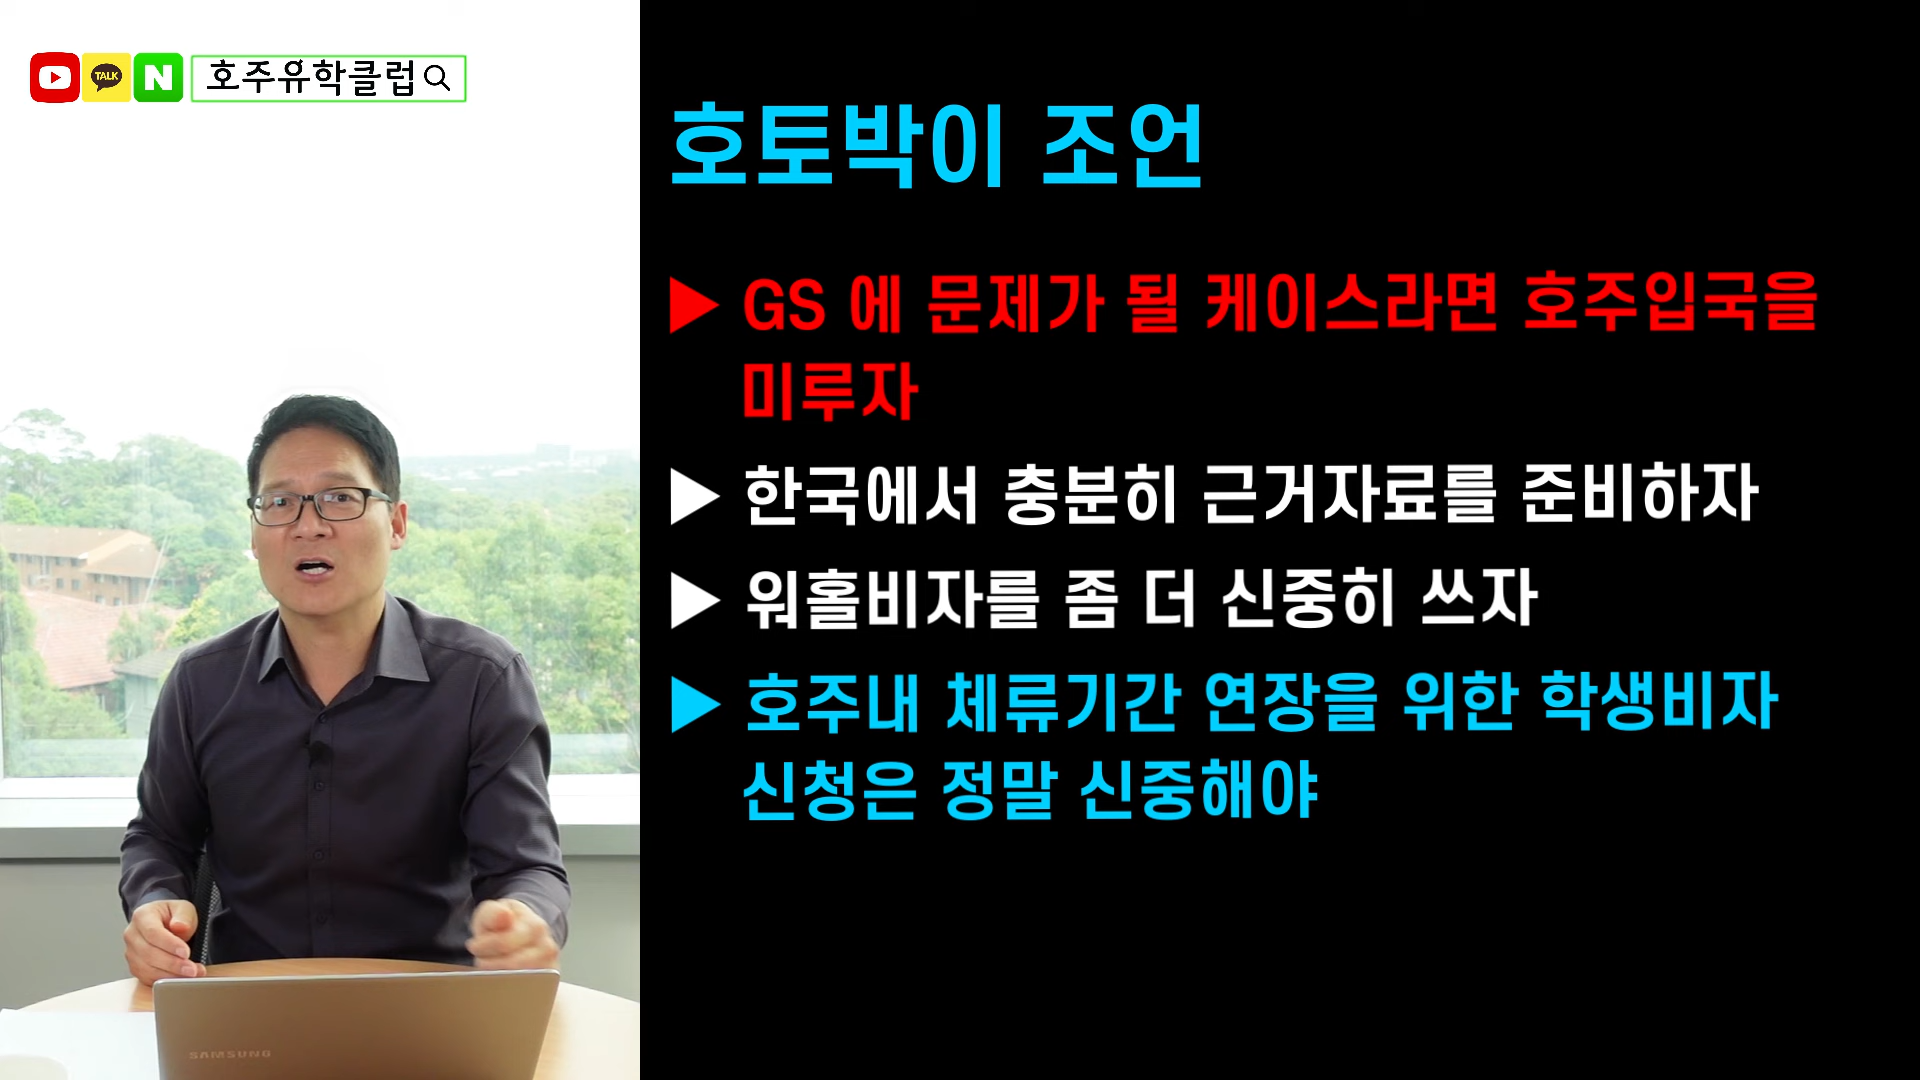 TALK
N
호주유학클럽
호토박이 조언
▶ GS 에 문제가 될 케이스라면 호주입국을
미루자
▶ 한국에서 충분히 근거자료를 준비하자
▶ 워홀비자를 좀 더 신중히 쓰자
▶ 호주내 체류기간 연장을 위한 학생비자
신청은 정말 신중해야
SAMSUNG